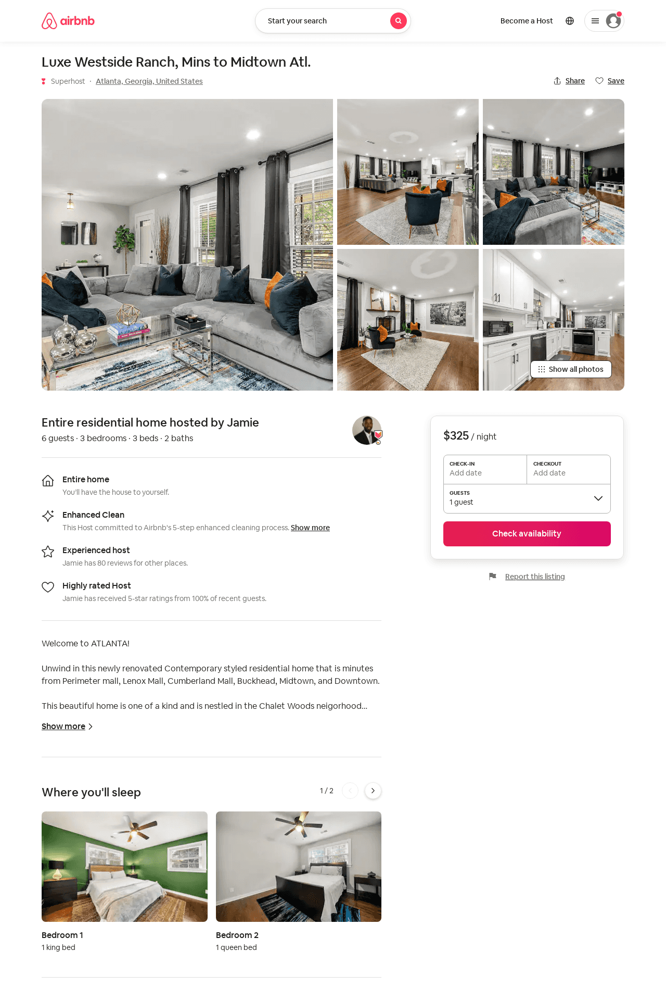 airbnb
Start your search
Become a Host
Luxe Westside Ranch, Mins to Midtown Atl.
Superhost · Atlanta, Georgia, United States
Share
Save
Show all photos
Entire residential home hosted by Jamie
6 guests · 3 bedrooms · 3 beds · 2 baths
$325 / night
CHECK-IN
Add date
CHECKOUT
Add date
GUESTS
1 guest
Check availability
Report this listing
Entire home
You’ll have the house to yourself.
Enhanced Clean
This Host committed to Airbnb's 5-step enhanced cleaning process. Show more
Experienced host
Jamie has 80 reviews for other places.
Highly rated Host
Jamie has received 5-star ratings from 100% of recent guests.
Welcome to ATLANTA!
Unwind in this newly renovated Contemporary styled residential home that is minutes
from Perimeter mall, Lenox Mall, Cumberland Mall, Buckhead, Midtown, and Downtown.
This beautiful home is one of a kind and is nestled in the Chalet Woods neigorhood...
Show more
Where you'll sleep
1 / 2
Bedroom 1
1 king bed
Bedroom 2
1 queen bed